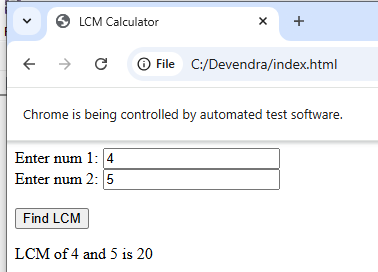 LCM Calculator
File C:/Devendra/index.html
Chrome is being controlled by automated test software.
Enter num 1: 4
Enter num 2: 5
Find LCM
LCM of 4 and 5 is 20